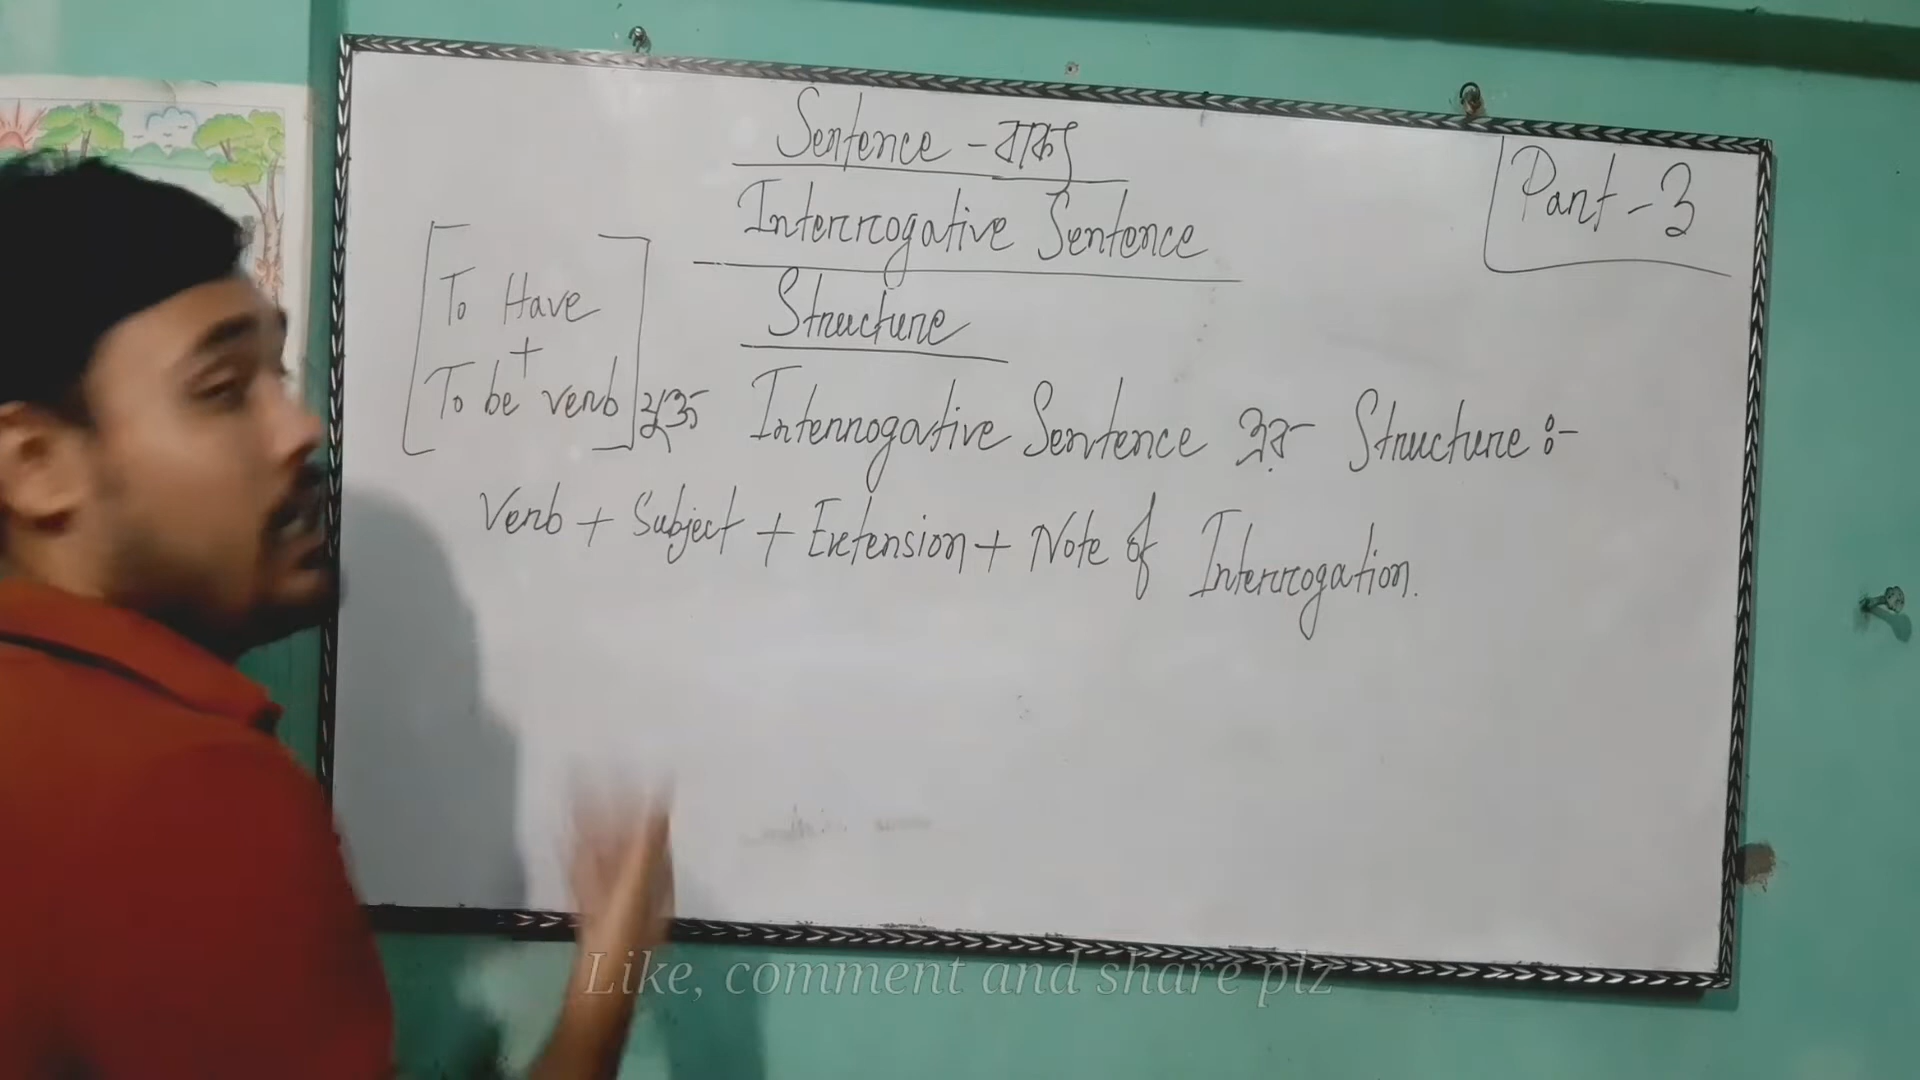 Sentence - বাক্য
Part - 3
Interrogative Sentence
Structure
[To Have
+
To be verb] যুক্ত Interrogative Sentence এর Structure :-
Verb + Subject + Extension + Note of Interrogation.
Like, comment and share plz